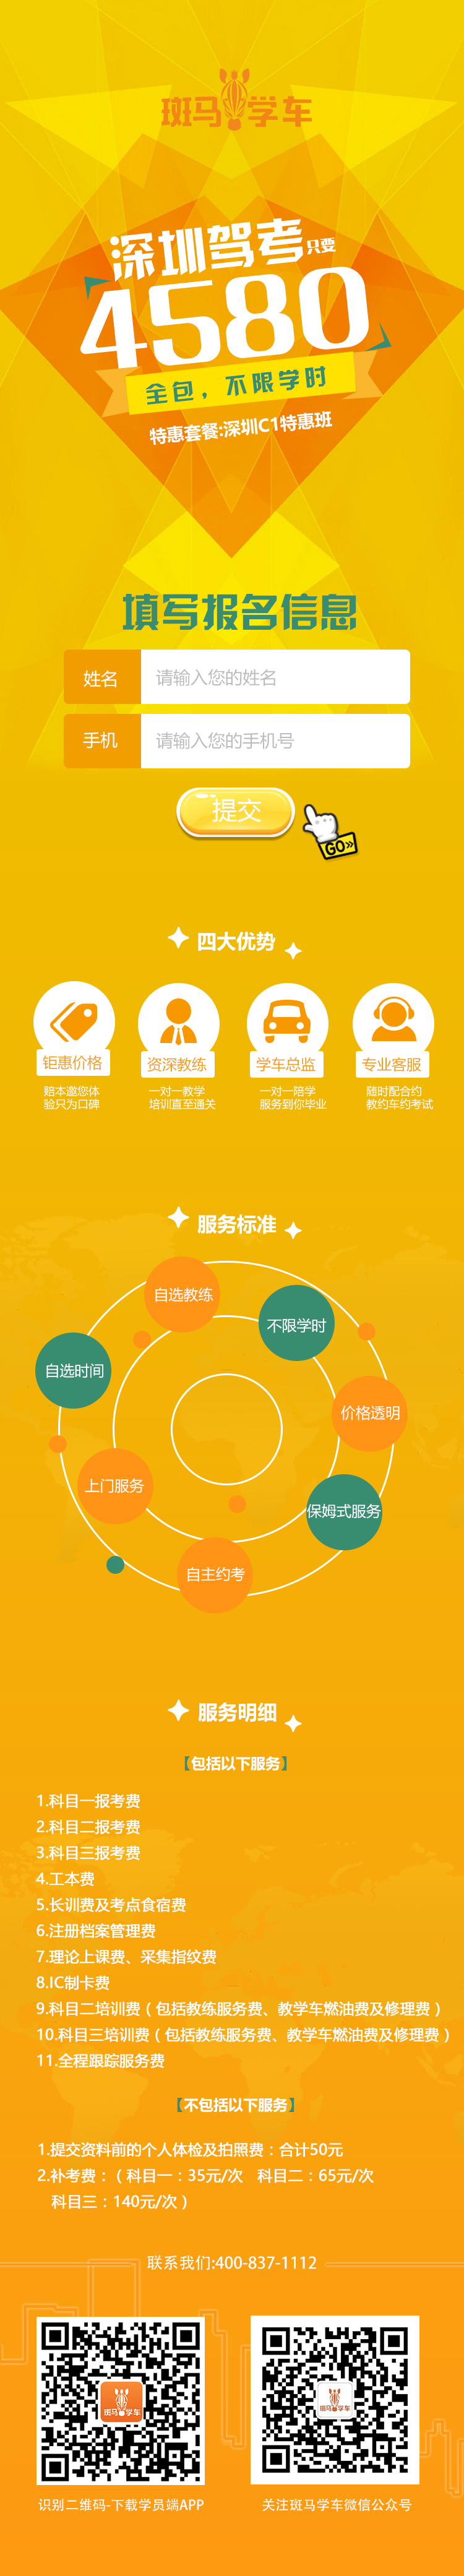 斑马学车
深圳驾考只要
4580
全包，不限学时
特惠套餐:深圳C1特惠班
填写报名信息
姓名 请输入您的姓名
手机 请输入您的手机号
提交
GO»
四大优势
钜惠价格 资深教练 学车总监 专业客服
赔本邀您体 一对一教学 一对一陪学 随时配合约
验只为口碑 培训直至通关 服务到你毕业 教约车约考试
服务标准
自选教练
不限学时
自选时间
价格透明
上门服务
保姆式服务
自主约考
服务明细
【包括以下服务】
1.科目一报考费
2.科目二报考费
3.科目三报考费
4.工本费
5.长训费及考点食宿费
6.注册档案管理费
7.理论上课费、采集指纹费
8.IC制卡费
9.科目二培训费（包括教练服务费、教学车燃油费及修理费）
10.科目三培训费（包括教练服务费、教学车燃油费及修理费）
11.全程跟踪服务费
【不包括以下服务】
1.提交资料前的个人体检及拍照费：合计50元
2.补考费：（科目一：35元/次 科目二：65元/次
科目三：140元/次）
联系我们:400-837-1112
斑马学车 斑马学车
识别二维码-下载学员端APP 关注斑马学车微信公众号